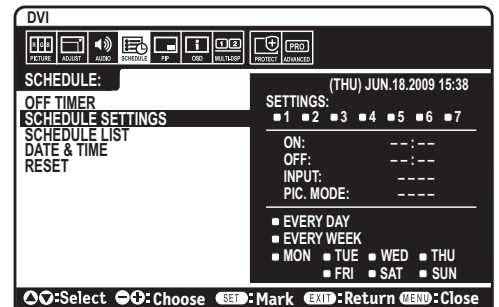 DVI
RGB
PICTURE ADJUST AUDIO SCHEDULE PIP OSD MULTI-DSP PROTECT ADVANCED
1 2
PRO
SCHEDULE:
OFF TIMER
SCHEDULE SETTINGS
SCHEDULE LIST
DATE & TIME
RESET
(THU) JUN.18.2009 15:38
SETTINGS:
1 2 3 4 5 6 7
ON: --:--
OFF: --:--
INPUT: ----
PIC. MODE: ----
EVERY DAY
EVERY WEEK
MON TUE WED THU
FRI SAT SUN
:Select :Choose SET:Mark EXIT:Return MENU:Close